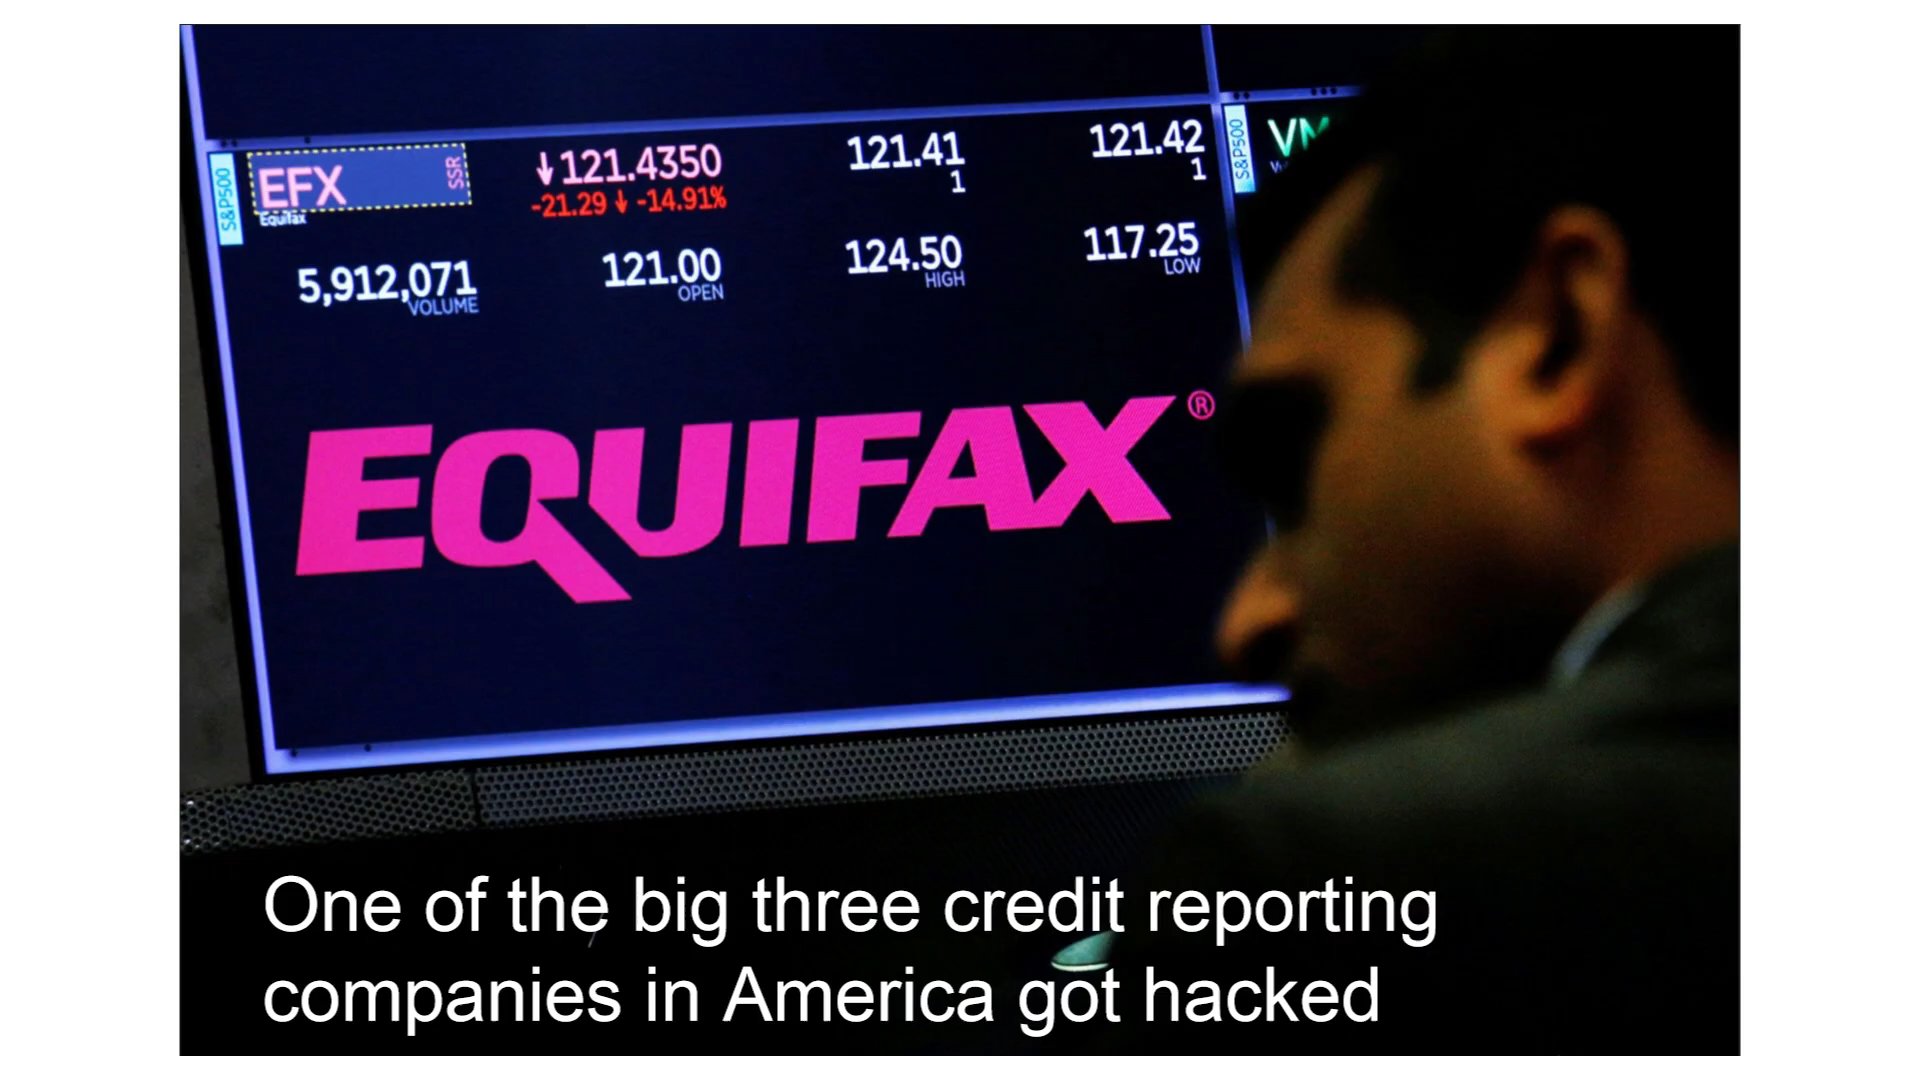 S&P500
EFX SSR
Equifax
↓121.4350
-21.29 ↓ -14.91%
121.41
1
121.42
1
5,912,071
VOLUME
121.00
OPEN
124.50
HIGH
117.25
LOW
S&P500
EQUIFAX®
One of the big three credit reporting
companies in America got hacked